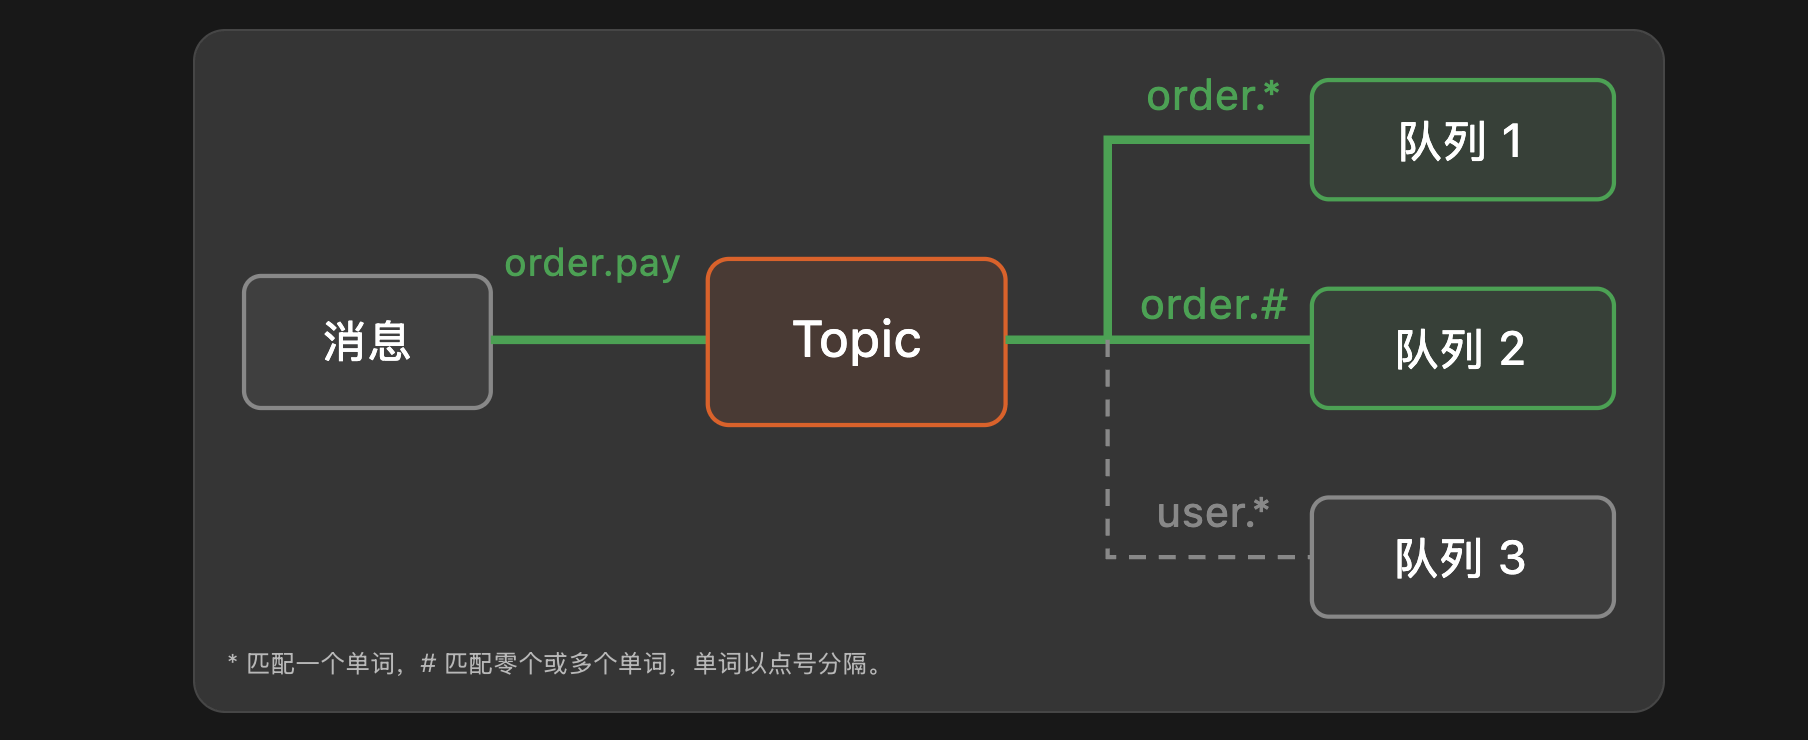 order.*
队列 1
order.pay
消息
Topic
order.#
队列 2
user.*
队列 3
* 匹配一个单词，# 匹配零个或多个单词，单词以点号分隔。